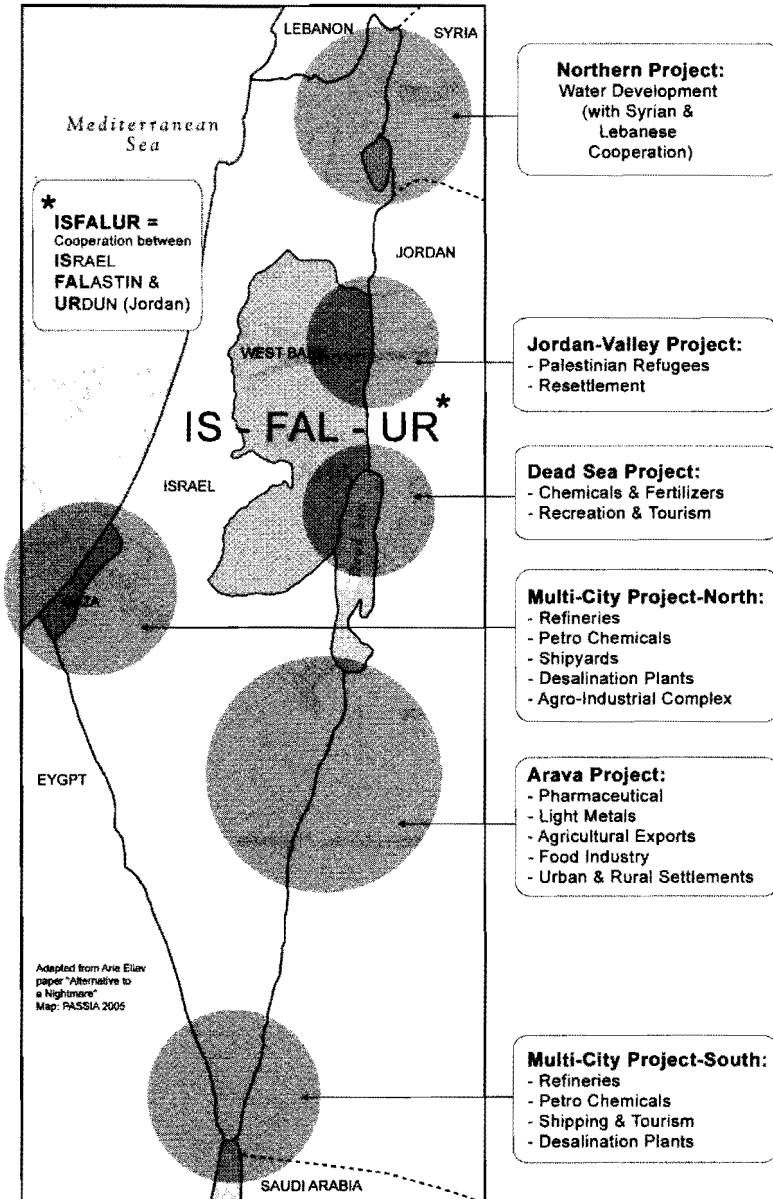 LEBANON
SYRIA
Mediterranean
Sea
*
ISFALUR =
Cooperation between
ISRAEL
FALASTIN &
URDUN (Jordan)
JORDAN
WEST BANK
IS - FAL - UR*
ISRAEL
Dead Sea
GAZA
EYGPT
Adapted from Arie Eliav
paper "Alternative to
a Nightmare"
Map: PASSIA 2005
SAUDI ARABIA
Northern Project:
Water Development
(with Syrian &
Lebanese
Cooperation)
Jordan-Valley Project:
- Palestinian Refugees
- Resettlement
Dead Sea Project:
- Chemicals & Fertilizers
- Recreation & Tourism
Multi-City Project-North:
- Refineries
- Petro Chemicals
- Shipyards
- Desalination Plants
- Agro-Industrial Complex
Arava Project:
- Pharmaceutical
- Light Metals
- Agricultural Exports
- Food Industry
- Urban & Rural Settlements
Multi-City Project-South:
- Refineries
- Petro Chemicals
- Shipping & Tourism
- Desalination Plants